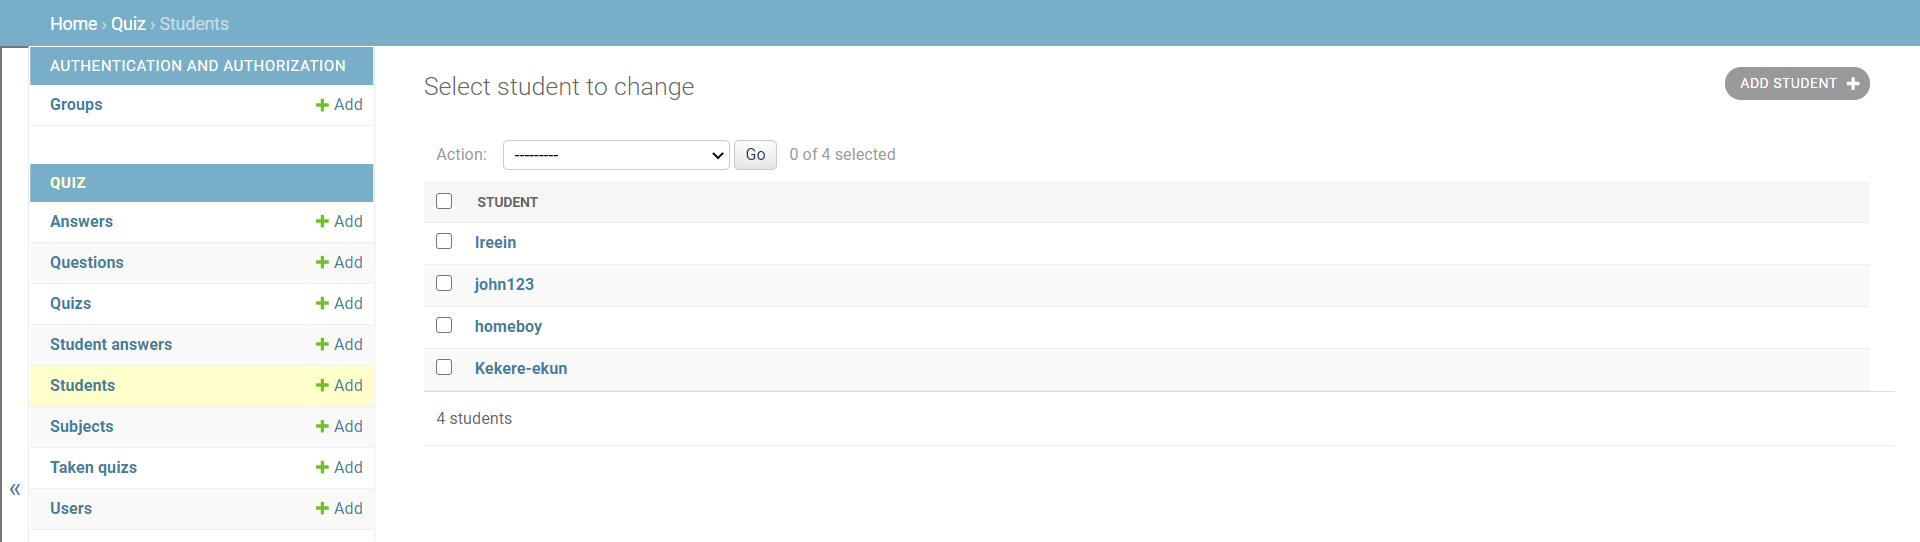 Home › Quiz › Students
AUTHENTICATION AND AUTHORIZATION
Groups + Add
QUIZ
Answers + Add
Questions + Add
Quizs + Add
Student answers + Add
Students + Add
Subjects + Add
Taken quizs + Add
Users + Add
«
Select student to change
ADD STUDENT +
Action: --------- Go 0 of 4 selected
STUDENT
Ireein
john123
homeboy
Kekere-ekun
4 students